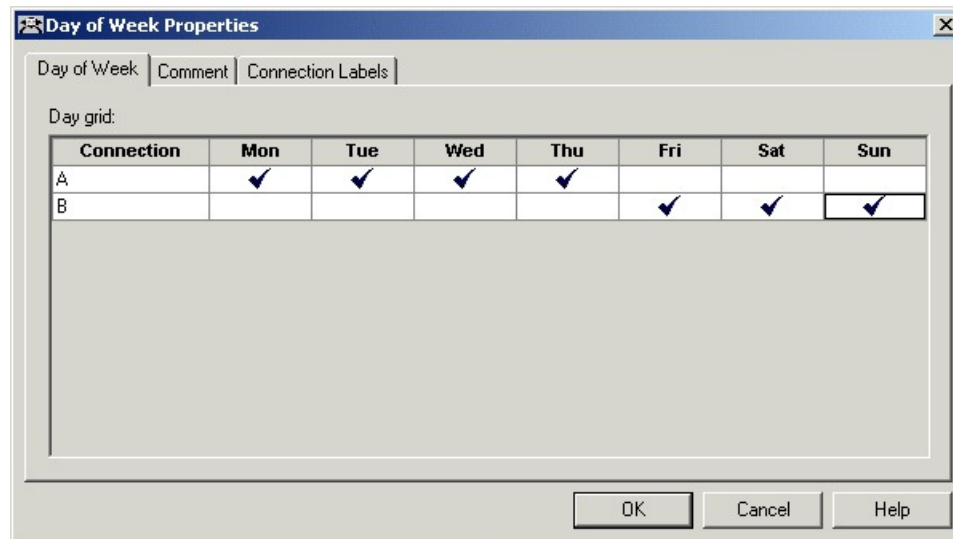 Day of Week Properties
Day of Week Comment Connection Labels
Day grid:
Connection Mon Tue Wed Thu Fri Sat Sun
A
B
OK Cancel Help